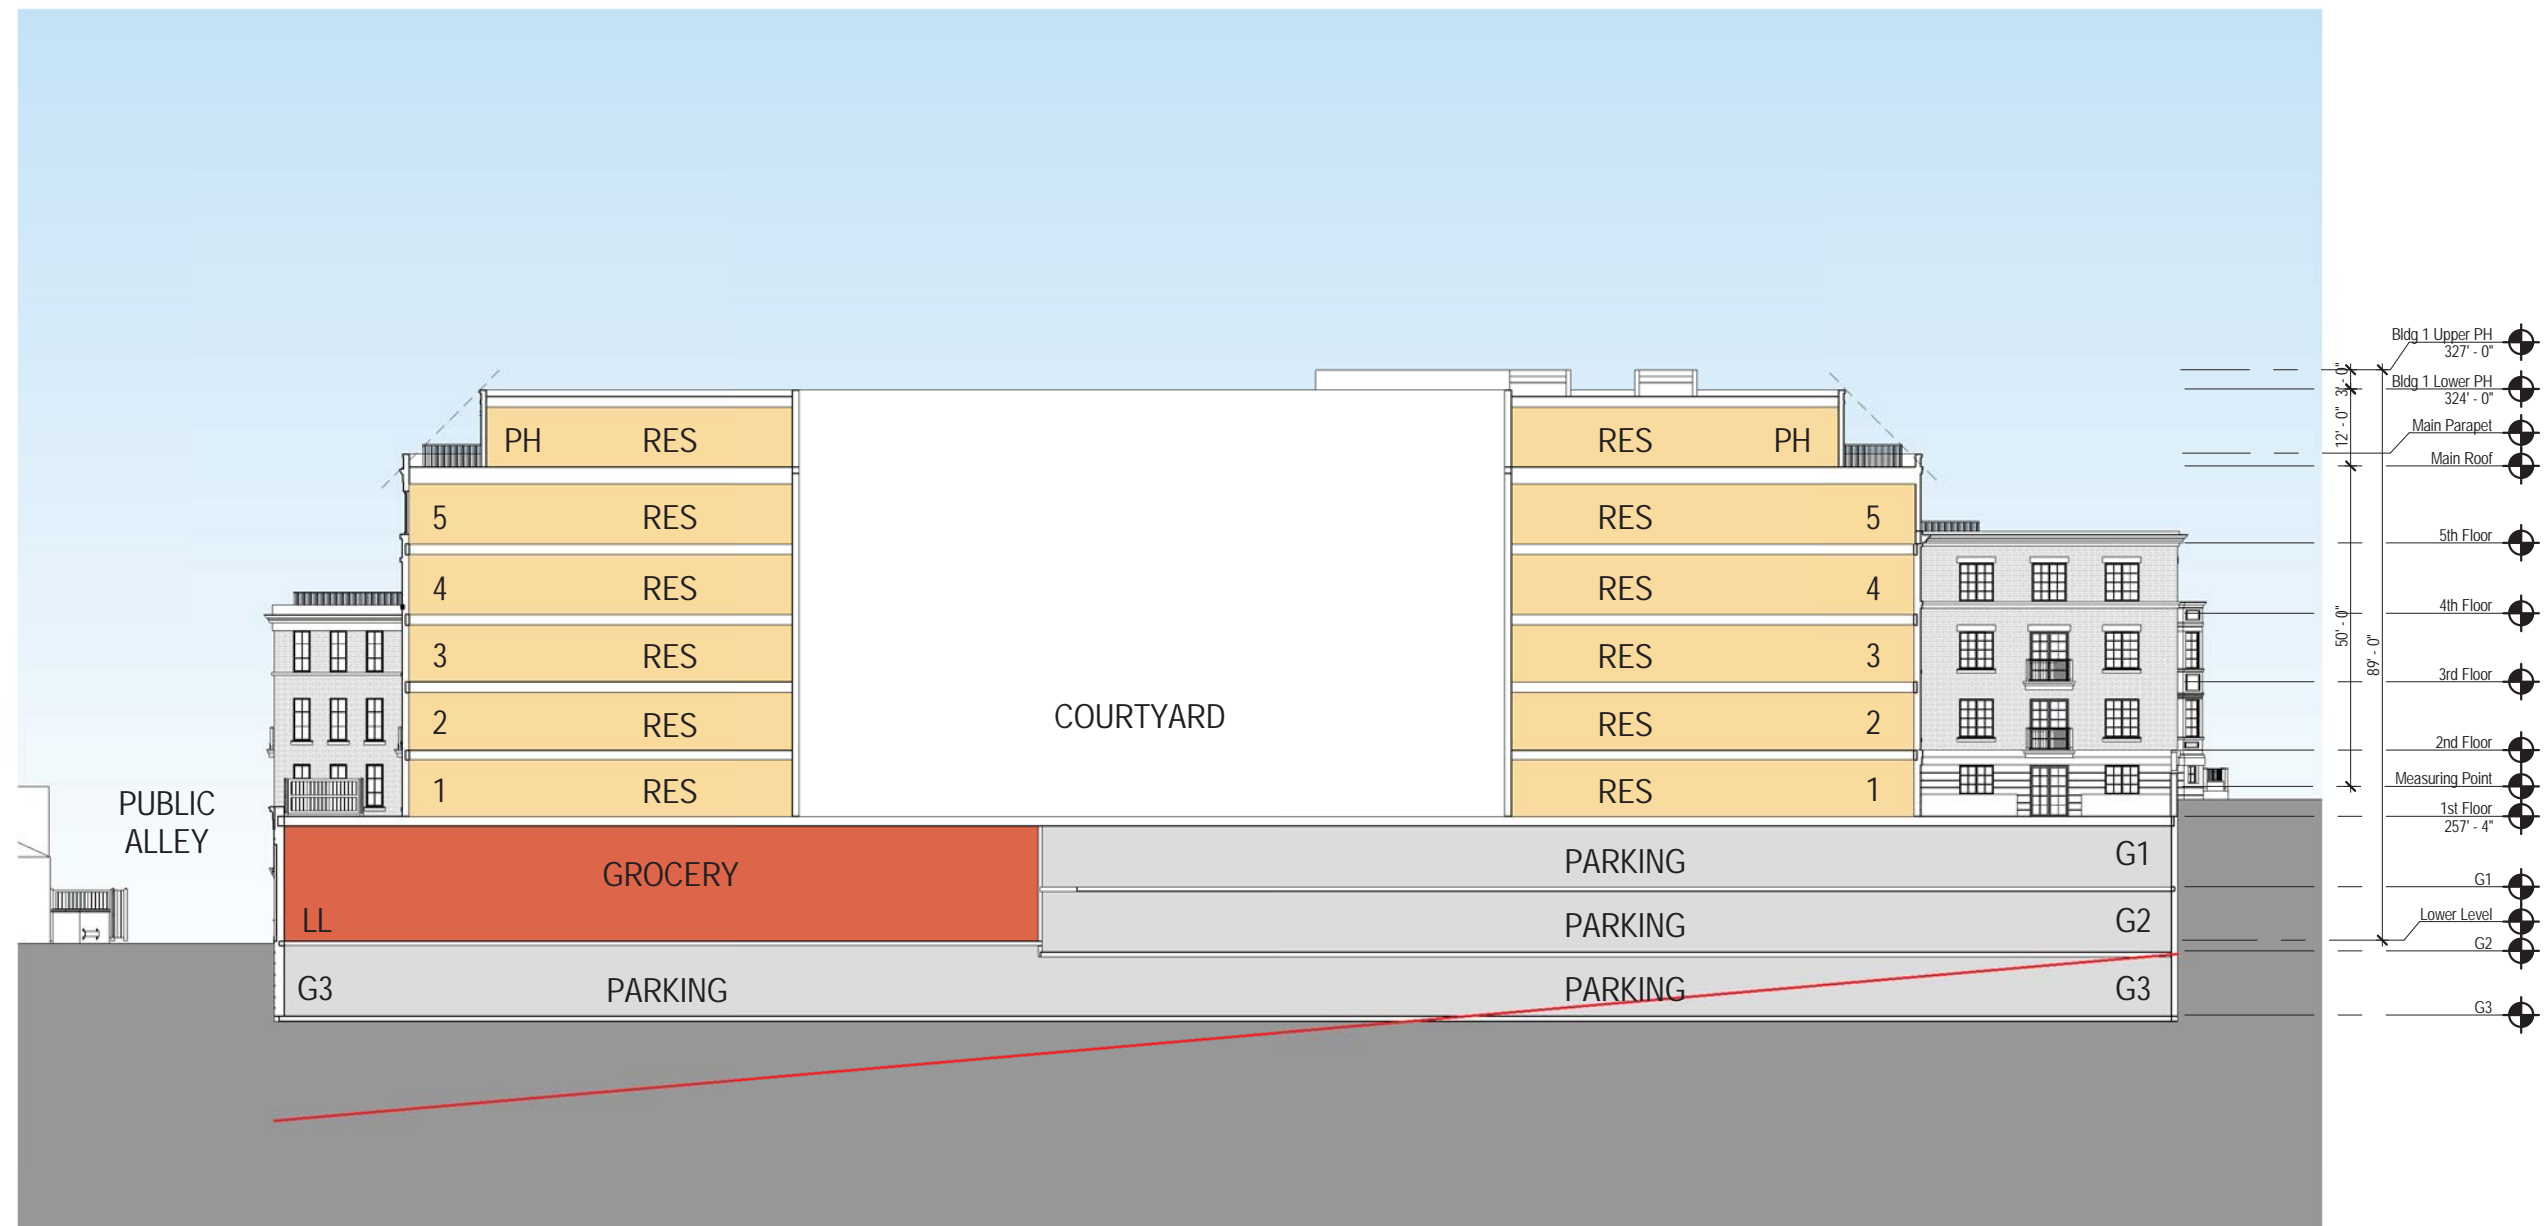 Bldg 1 Upper PH
327' - 0"
3' - 0"
Bldg 1 Lower PH
324' - 0"
12' - 0"
Main Parapet
Main Roof
PH RES RES PH
5 RES RES 5
5th Floor
4 RES RES 4
4th Floor
50' - 0"
89' - 0"
3 RES RES 3
3rd Floor
COURTYARD
2 RES RES 2
2nd Floor
Measuring Point
1 RES RES 1
PUBLIC
ALLEY
1st Floor
257' - 4"
GROCERY
PARKING G1
G1
LL
PARKING G2
Lower Level
G2
G3 PARKING PARKING G3
G3